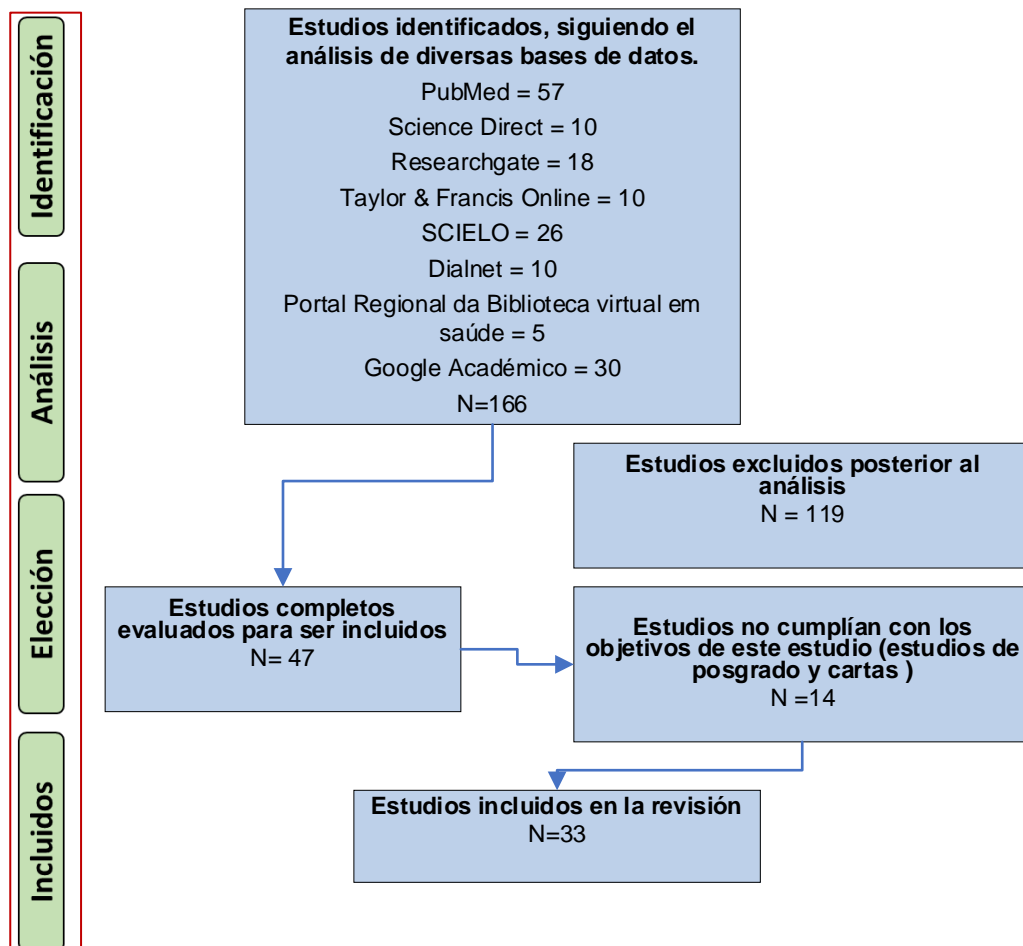 Identificación
Análisis
Elección
Incluidos
Estudios identificados, siguiendo el
análisis de diversas bases de datos.
PubMed = 57
Science Direct = 10
Researchgate = 18
Taylor & Francis Online = 10
SCIELO = 26
Dialnet = 10
Portal Regional da Biblioteca virtual em
saúde = 5
Google Académico = 30
N=166
Estudios excluidos posterior al
análisis
N = 119
Estudios completos
evaluados para ser incluidos
N= 47
Estudios no cumplían con los
objetivos de este estudio (estudios de
posgrado y cartas )
N =14
Estudios incluidos en la revisión
N=33